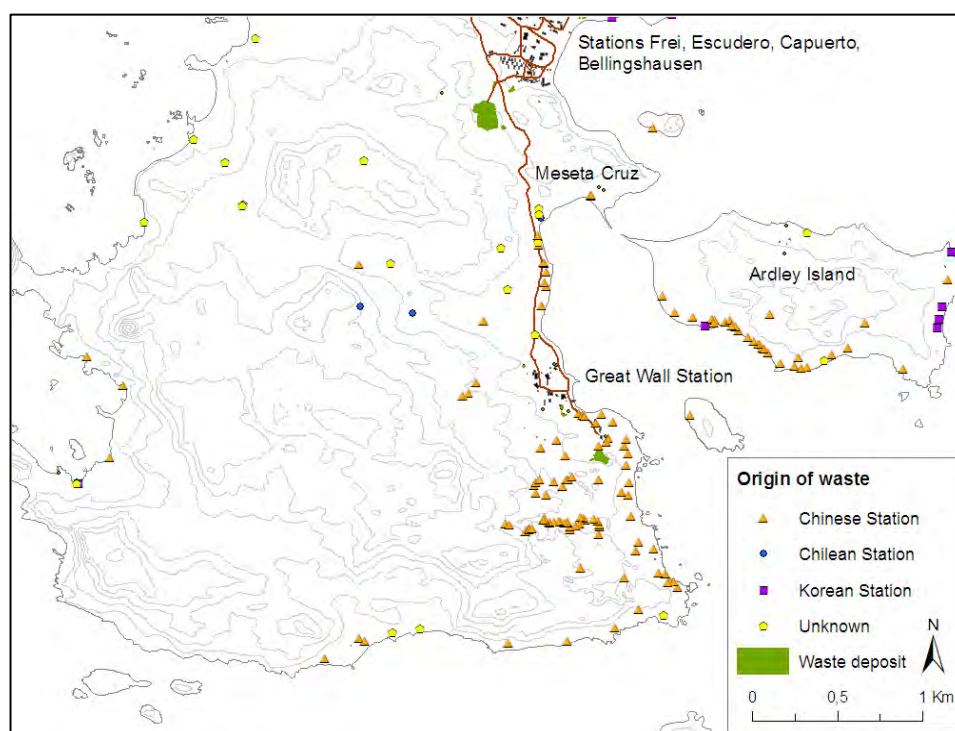 Stations Frei, Escudero, Capuerto,
Bellingshausen
Meseta Cruz
Ardley Island
Great Wall Station
Origin of waste
Chinese Station
Chilean Station
Korean Station
Unknown
Waste deposit
N
0 0,5 1 Km